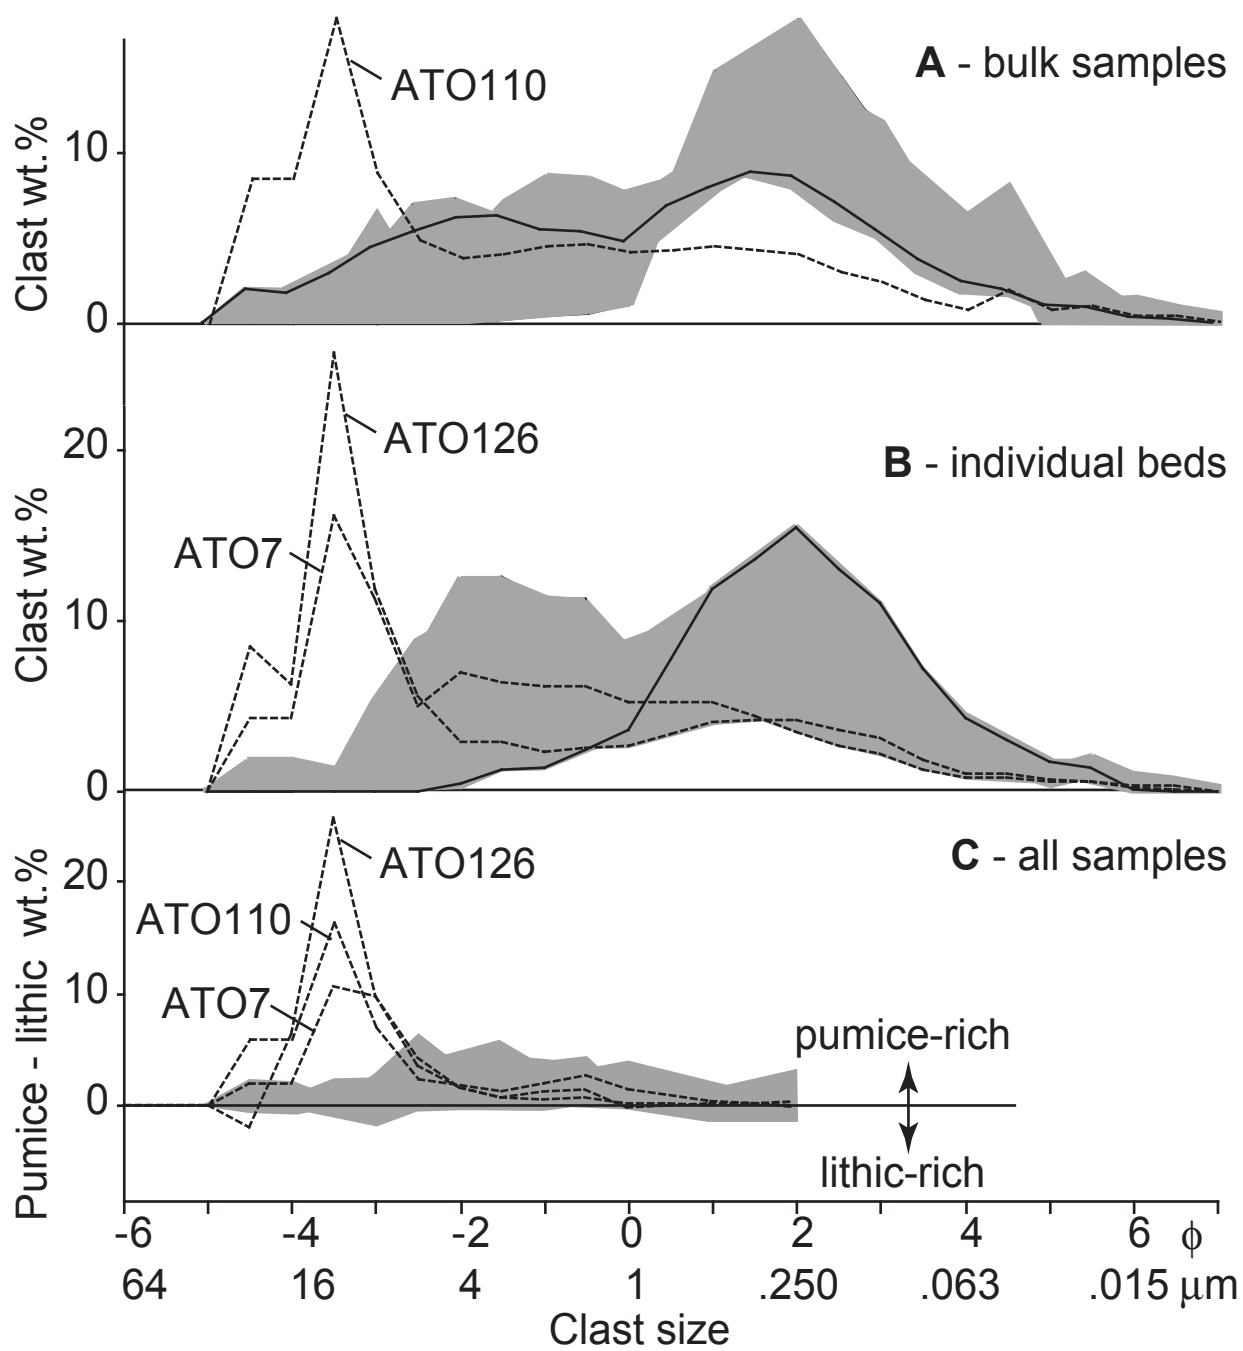 A - bulk samples
ATO110
Clast wt.%
10
0
ATO126
B - individual beds
ATO7
Clast wt.%
20
10
0
C - all samples
ATO126
ATO110
ATO7
Pumice - lithic wt.%
20
10
0
pumice-rich
lithic-rich
-6 -4 -2 0 2 4 6 ϕ
64 16 4 1 .250 .063 .015 μm
Clast size